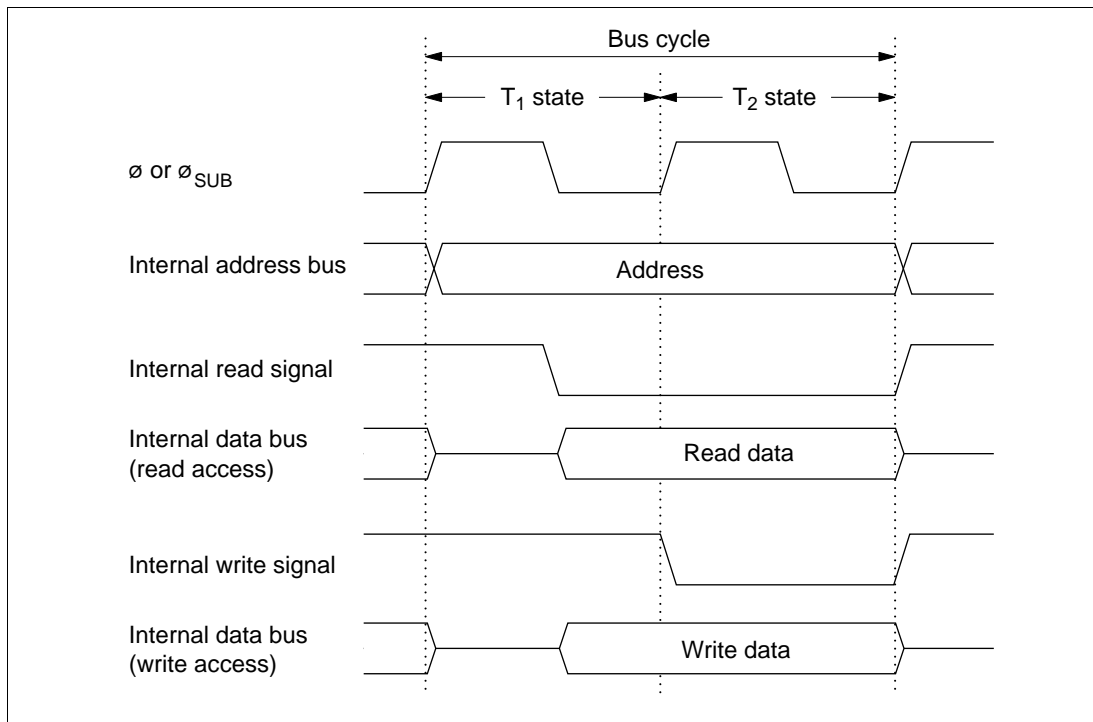 Bus cycle
T1 state
T2 state
ø or øSUB
Internal address bus
Address
Internal read signal
Internal data bus
(read access)
Read data
Internal write signal
Internal data bus
(write access)
Write data